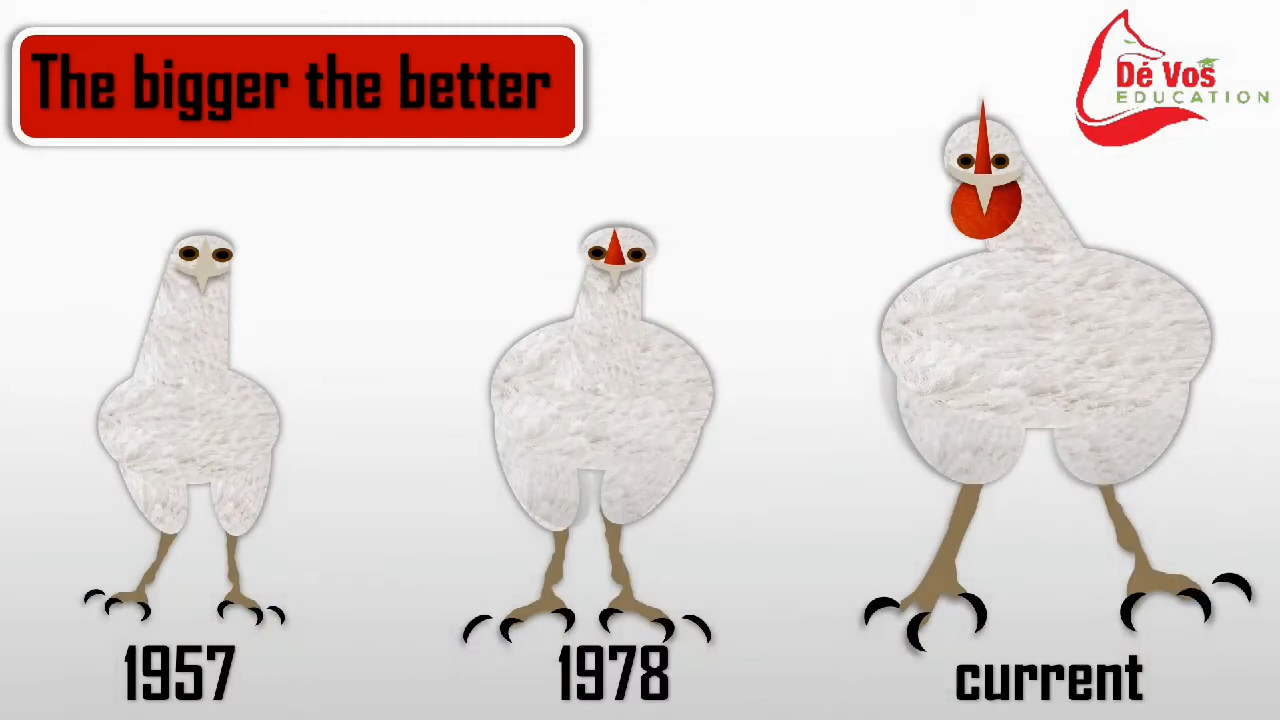 The bigger the better
Dé Vos
EDUCATION
1957
1978
current